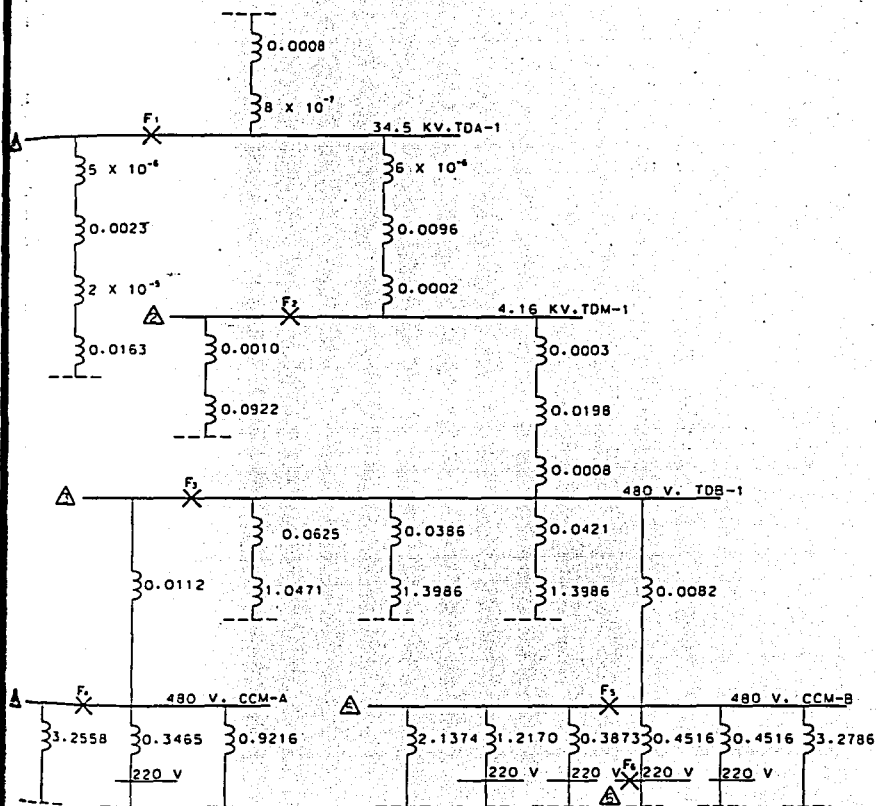 0.0008
8 X 10⁻⁷
F₁
34.5 KV.TDA-1
5 X 10⁻⁶
6 X 10⁻⁶
0.0023
0.0096
2 X 10⁻⁵
0.0002
F₂
4.16 KV.TDM-1
2
0.0163
0.0010
0.0003
0.0922
0.0198
0.0008
F₃
480 V. TDB-1
0.0625
0.0386
0.0421
0.0112
1.0471
1.3986
1.3986
0.0082
F₄
480 V. CCM-A
F₅
480 V. CCM-B
3.2558
0.3465
0.9216
2.1374
1.2170
0.3873
0.4516
0.4516
3.2786
220 V
220 V
220 V
F₆
220 V
220 V